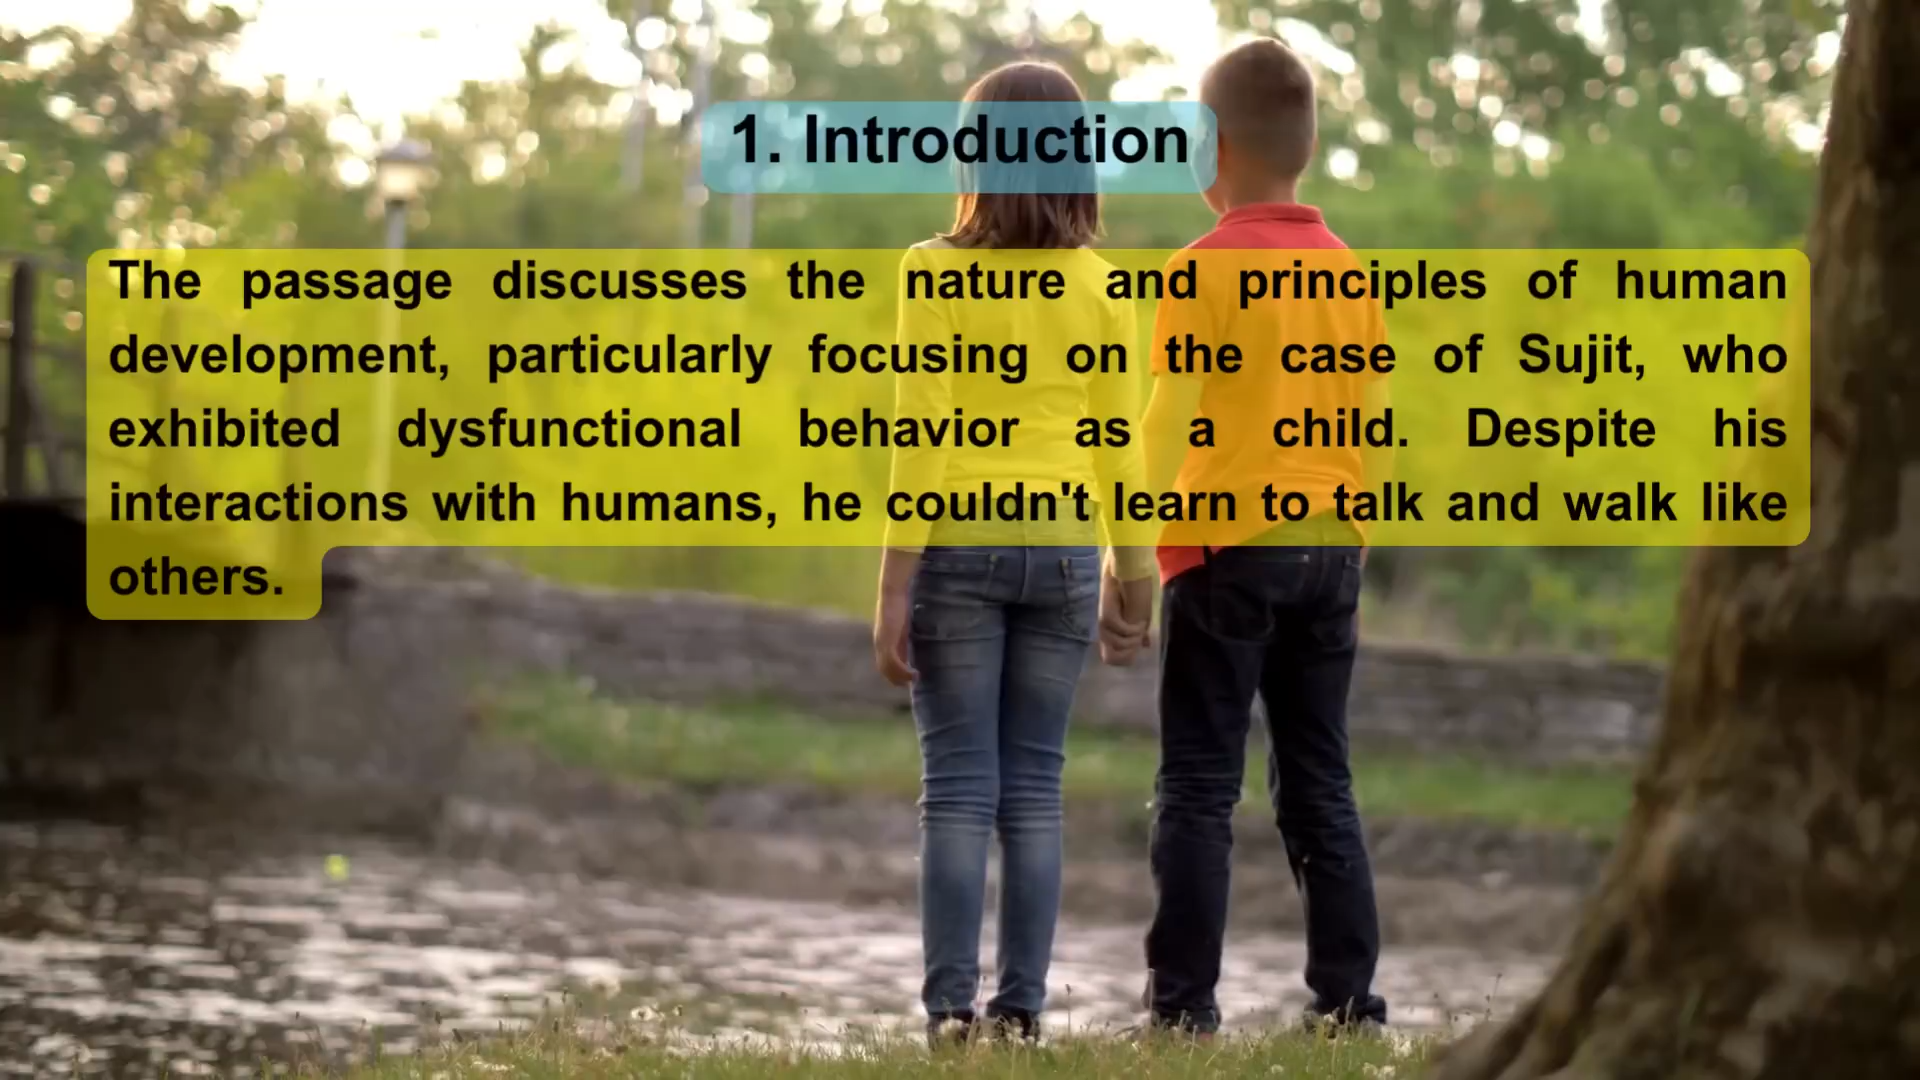 1. Introduction
The passage discusses the nature and principles of human
development, particularly focusing on the case of Sujit, who
exhibited dysfunctional behavior as a child. Despite his
interactions with humans, he couldn't learn to talk and walk like
others.